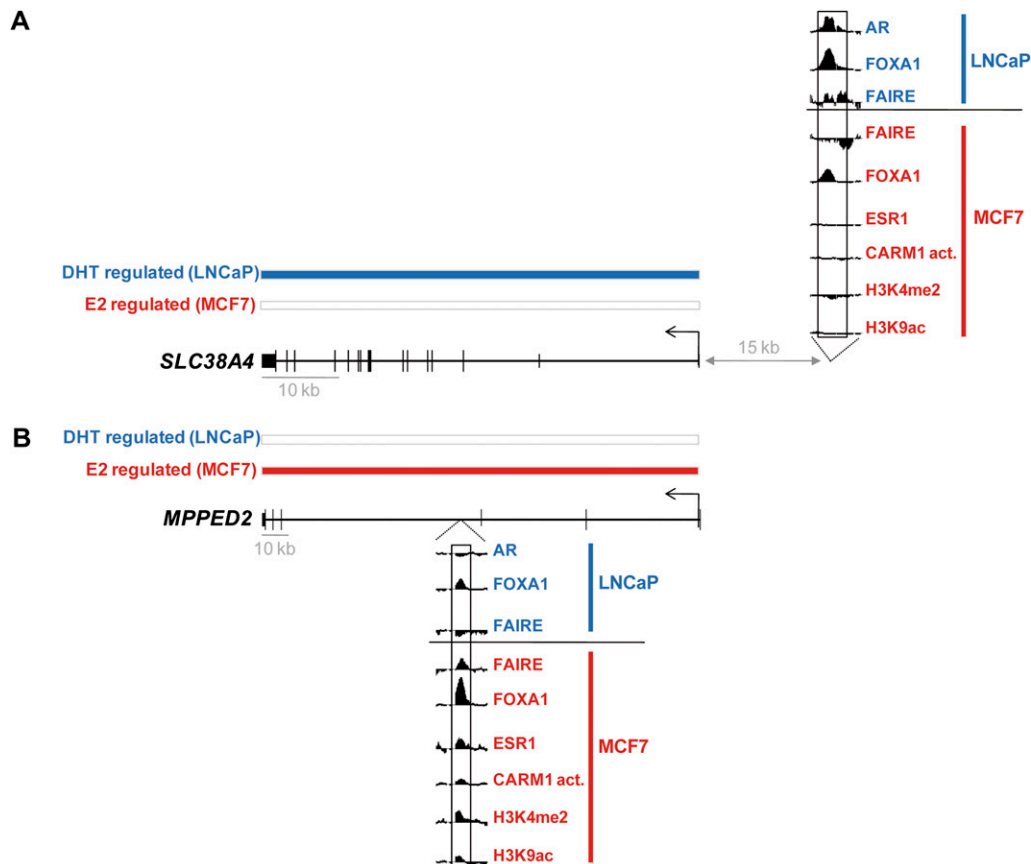 A
AR
FOXA1
LNCaP
FAIRE
FAIRE
FOXA1
ESR1
MCF7
CARM1 act.
H3K4me2
H3K9ac
DHT regulated (LNCaP)
E2 regulated (MCF7)
SLC38A4
10 kb
15 kb
B
DHT regulated (LNCaP)
E2 regulated (MCF7)
MPPED2
10 kb
AR
FOXA1
LNCaP
FAIRE
FAIRE
FOXA1
ESR1
MCF7
CARM1 act.
H3K4me2
H3K9ac